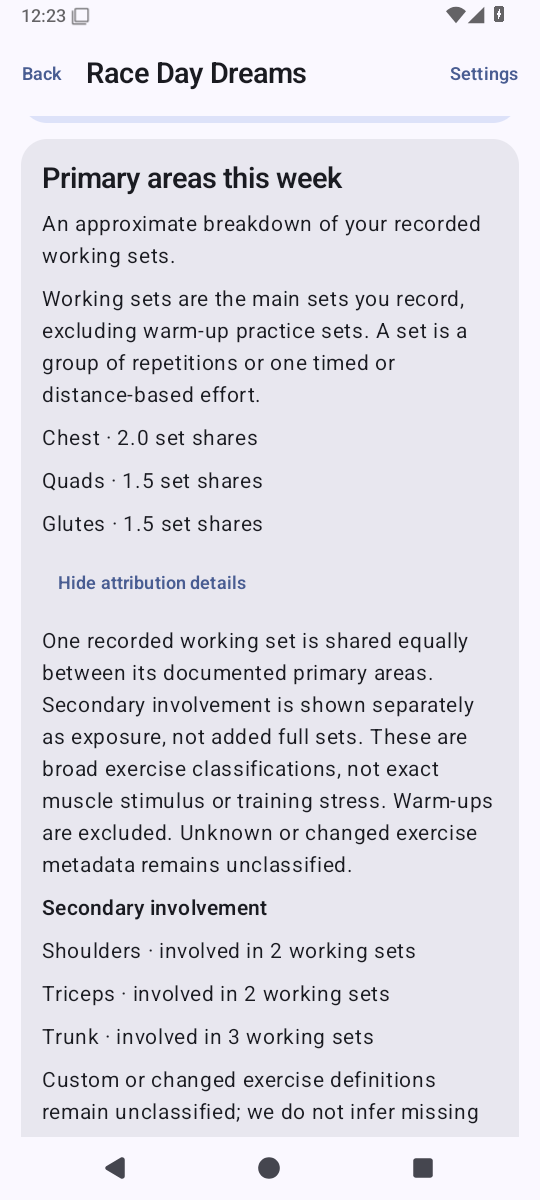 12:23
Back Race Day Dreams Settings
Primary areas this week
An approximate breakdown of your recorded
working sets.
Working sets are the main sets you record,
excluding warm-up practice sets. A set is a
group of repetitions or one timed or
distance-based effort.
Chest · 2.0 set shares
Quads · 1.5 set shares
Glutes · 1.5 set shares
Hide attribution details
One recorded working set is shared equally
between its documented primary areas.
Secondary involvement is shown separately
as exposure, not added full sets. These are
broad exercise classifications, not exact
muscle stimulus or training stress. Warm-ups
are excluded. Unknown or changed exercise
metadata remains unclassified.
Secondary involvement
Shoulders · involved in 2 working sets
Triceps · involved in 2 working sets
Trunk · involved in 3 working sets
Custom or changed exercise definitions
remain unclassified; we do not infer missing